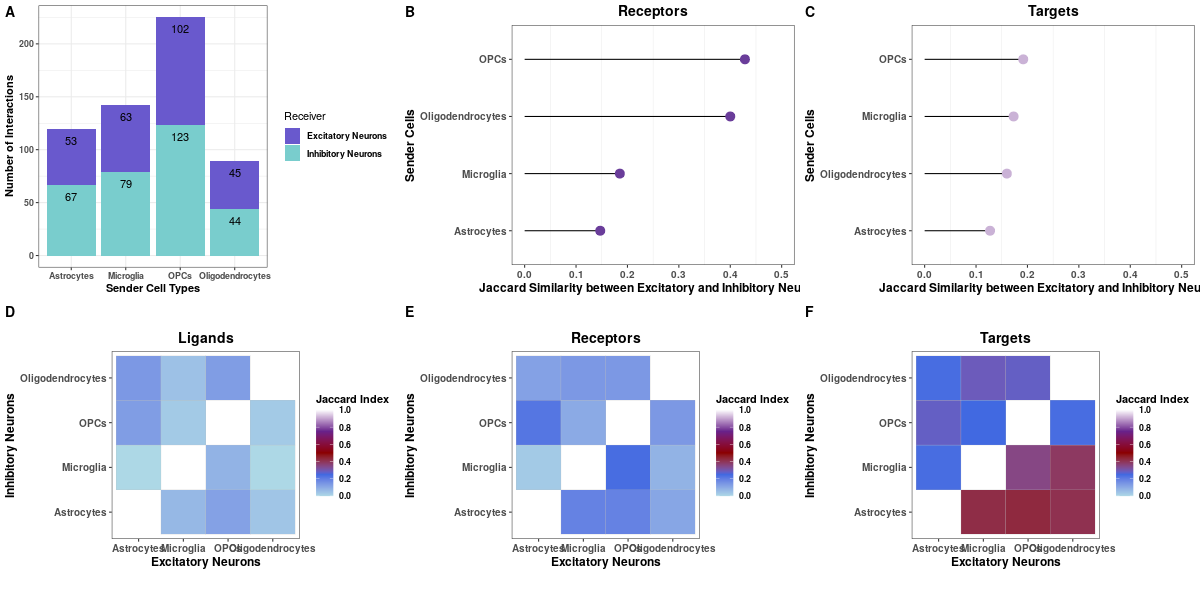 A
Number of Interactions
200
150
100
50
0
53
67
63
79
102
123
45
44
Astrocytes
Microglia
OPCs
Oligodendrocytes
Sender Cell Types
Receiver
Excitatory Neurons
Inhibitory Neurons
B
Receptors
Sender Cells
OPCs
Oligodendrocytes
Microglia
Astrocytes
0.0
0.1
0.2
0.3
0.4
0.5
Jaccard Similarity between Excitatory and Inhibitory Neu
C
Targets
Sender Cells
OPCs
Microglia
Oligodendrocytes
Astrocytes
0.0
0.1
0.2
0.3
0.4
0.5
Jaccard Similarity between Excitatory and Inhibitory Neu
D
Ligands
Inhibitory Neurons
Oligodendrocytes
OPCs
Microglia
Astrocytes
Astrocytes
Microglia
OPCs
Oligodendrocytes
Excitatory Neurons
Jaccard Index
1.0
0.8
0.6
0.4
0.2
0.0
E
Receptors
Inhibitory Neurons
Oligodendrocytes
OPCs
Microglia
Astrocytes
Astrocytes
Microglia
OPCs
Oligodendrocytes
Excitatory Neurons
Jaccard Index
1.0
0.8
0.6
0.4
0.2
0.0
F
Targets
Inhibitory Neurons
Oligodendrocytes
OPCs
Microglia
Astrocytes
Astrocytes
Microglia
OPCs
Oligodendrocytes
Excitatory Neurons
Jaccard Index
1.0
0.8
0.6
0.4
0.2
0.0